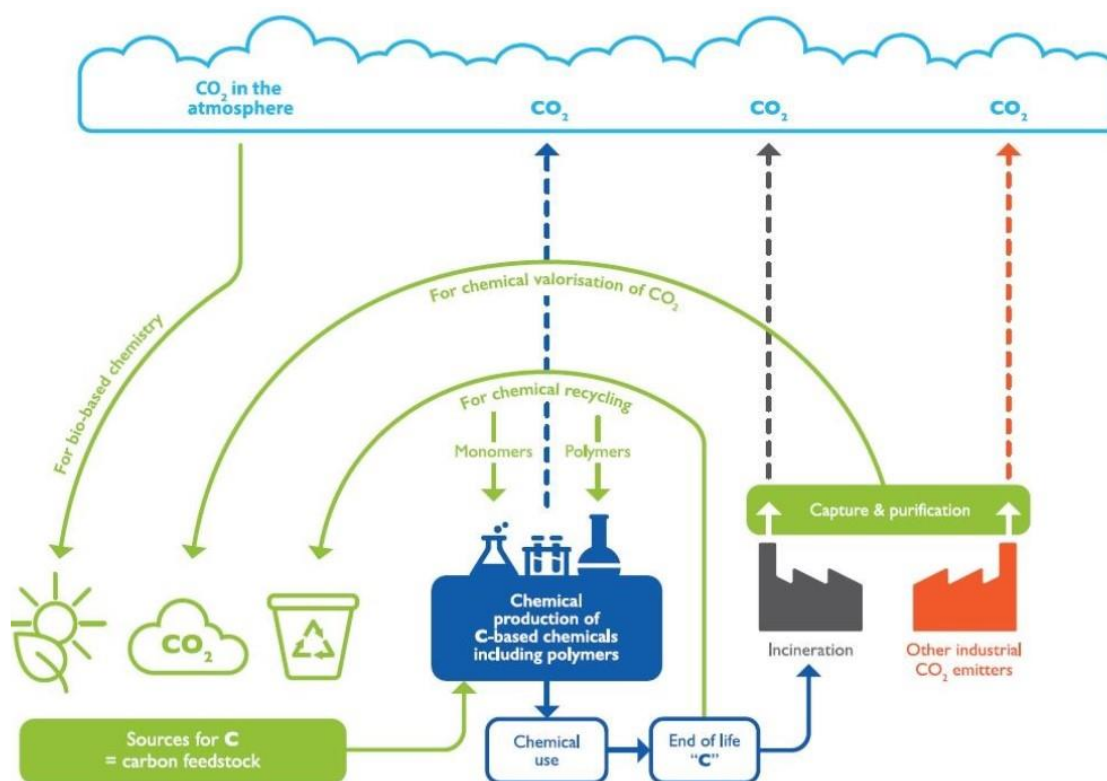 CO₂ in the
atmosphere
CO₂
CO₂
CO₂
For bio-based chemistry
For chemical valorisation of CO₂
For chemical recycling
Monomers
Polymers
Capture & purification
CO₂
Chemical
production of
C-based chemicals
including polymers
Incineration
Other industrial
CO₂ emitters
Sources for C
= carbon feedstock
Chemical
use
End of life
“C”